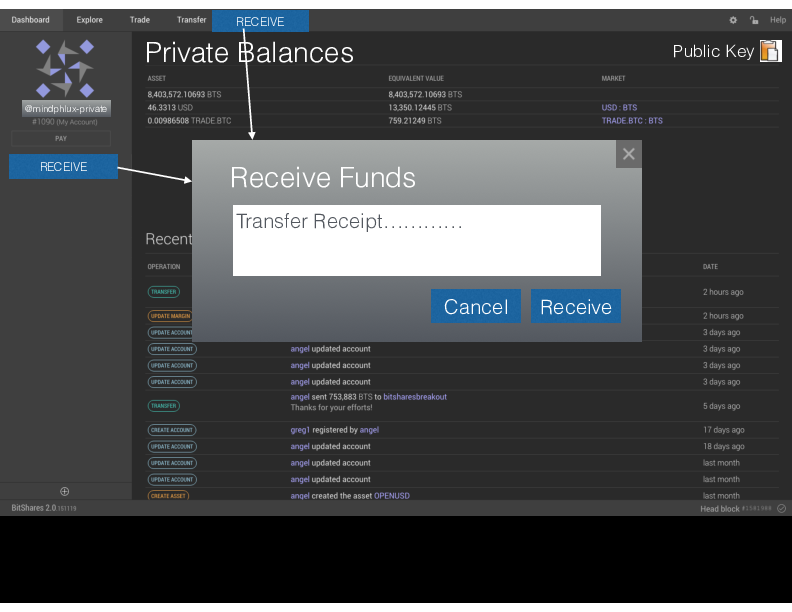 Dashboard Explore Trade Transfer RECEIVE Help
Private Balances
Public Key
ASSET EQUIVALENT VALUE MARKET
8,403,572.10693 BTS 8,403,572.10693 BTS
46.3313 USD 13,350.12445 BTS USD : BTS
0.00986508 TRADE.BTC 759.21249 BTS TRADE.BTC : BTS
@mindphlux-private
#1090 (My Account)
PAY
RECEIVE
Receive Funds
Transfer Receipt............
Cancel Receive
Recent
OPERATION DATE
TRANSFER 2 hours ago
UPDATE MARGIN 2 hours ago
UPDATE ACCOUNT 3 days ago
UPDATE ACCOUNT angel updated account 3 days ago
UPDATE ACCOUNT angel updated account 3 days ago
UPDATE ACCOUNT angel updated account 3 days ago
TRANSFER angel sent 753,883 BTS to bitsharesbreakout 5 days ago
Thanks for your efforts!
CREATE ACCOUNT greg1 registered by angel 17 days ago
UPDATE ACCOUNT angel updated account 18 days ago
UPDATE ACCOUNT angel updated account last month
UPDATE ACCOUNT angel updated account last month
CREATE ASSET angel created the asset OPENUSD last month
BitShares 2.0.151119 Head block